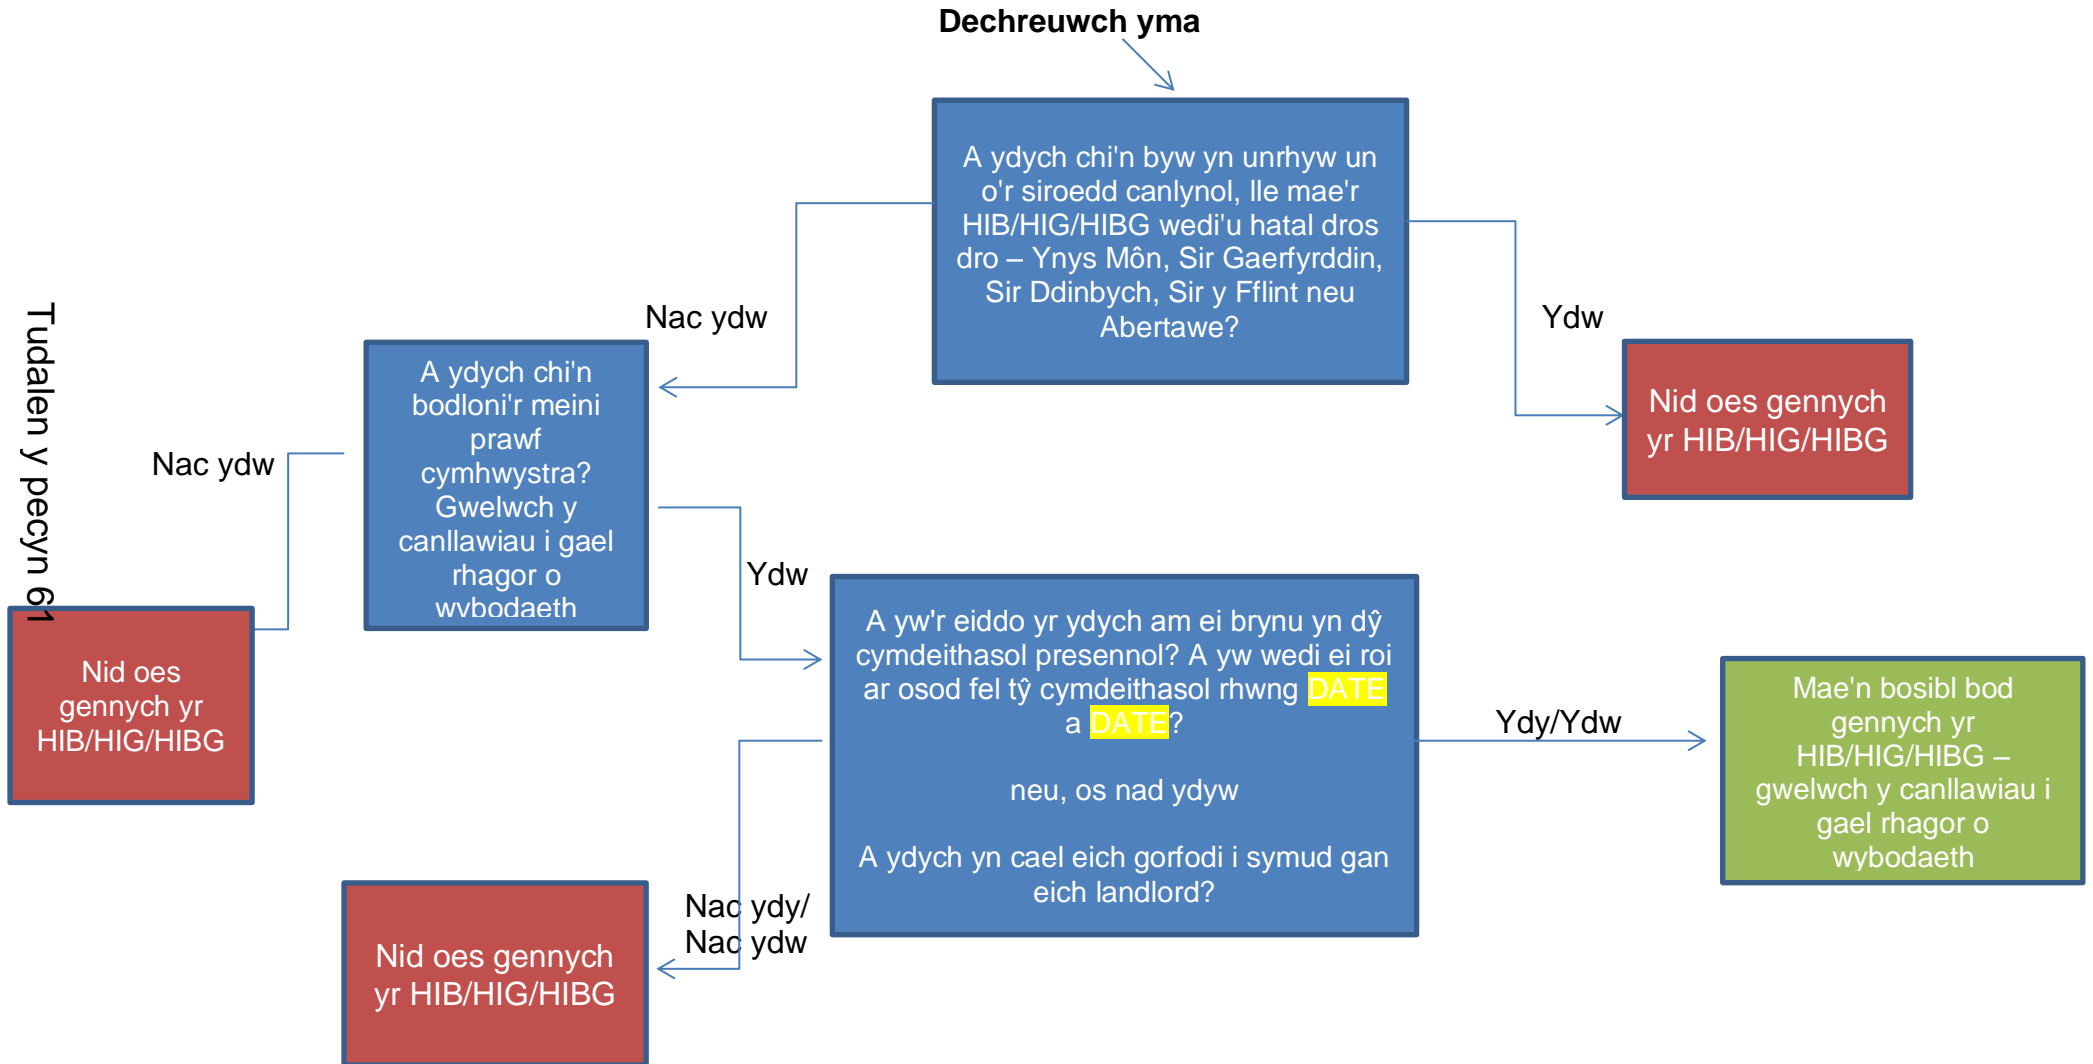 Dechreuwch yma
A ydych chi'n byw yn unrhyw un
o'r siroedd canlynol, lle mae'r
HIB/HIG/HIBG wedi'u hatal dros
dro – Ynys Môn, Sir Gaerfyrddin,
Sir Ddinbych, Sir y Fflint neu
Abertawe?
Nac ydw
Ydw
Nid oes gennych
yr HIB/HIG/HIBG
A ydych chi'n
bodloni'r meini
prawf
cymhwystra?
Gwelwch y
canllawiau i gael
rhagor o
wybodaeth
Nac ydw
Ydw
Nid oes
gennych yr
HIB/HIG/HIBG
A yw'r eiddo yr ydych am ei brynu yn dŷ
cymdeithasol presennol? A yw wedi ei roi
ar osod fel tŷ cymdeithasol rhwng DATE
a DATE?
neu, os nad ydyw
A ydych yn cael eich gorfodi i symud gan
eich landlord?
Ydy/Ydw
Mae'n bosibl bod
gennych yr
HIB/HIG/HIBG –
gwelwch y canllawiau i
gael rhagor o
wybodaeth
Nac ydy/
Nac ydw
Nid oes gennych
yr HIB/HIG/HIBG
Tudalen y pecyn 61